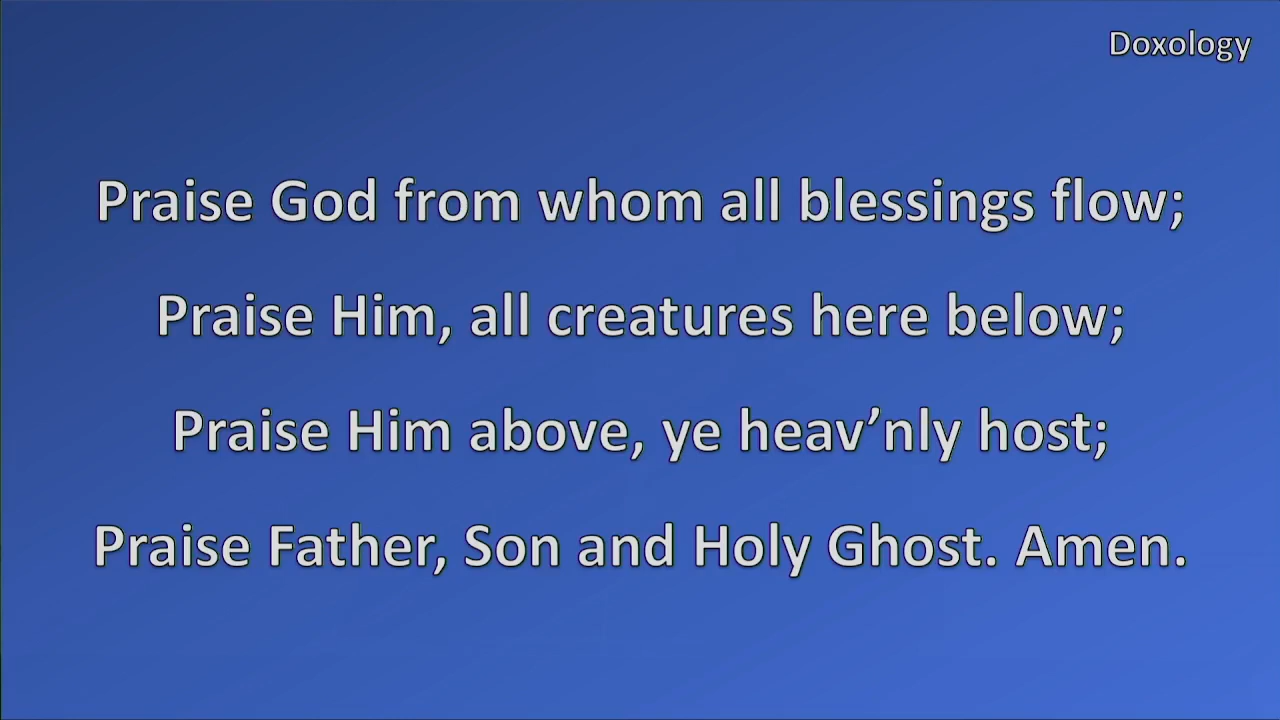 Doxology
Praise God from whom all blessings flow;
Praise Him, all creatures here below;
Praise Him above, ye heav’nly host;
Praise Father, Son and Holy Ghost. Amen.